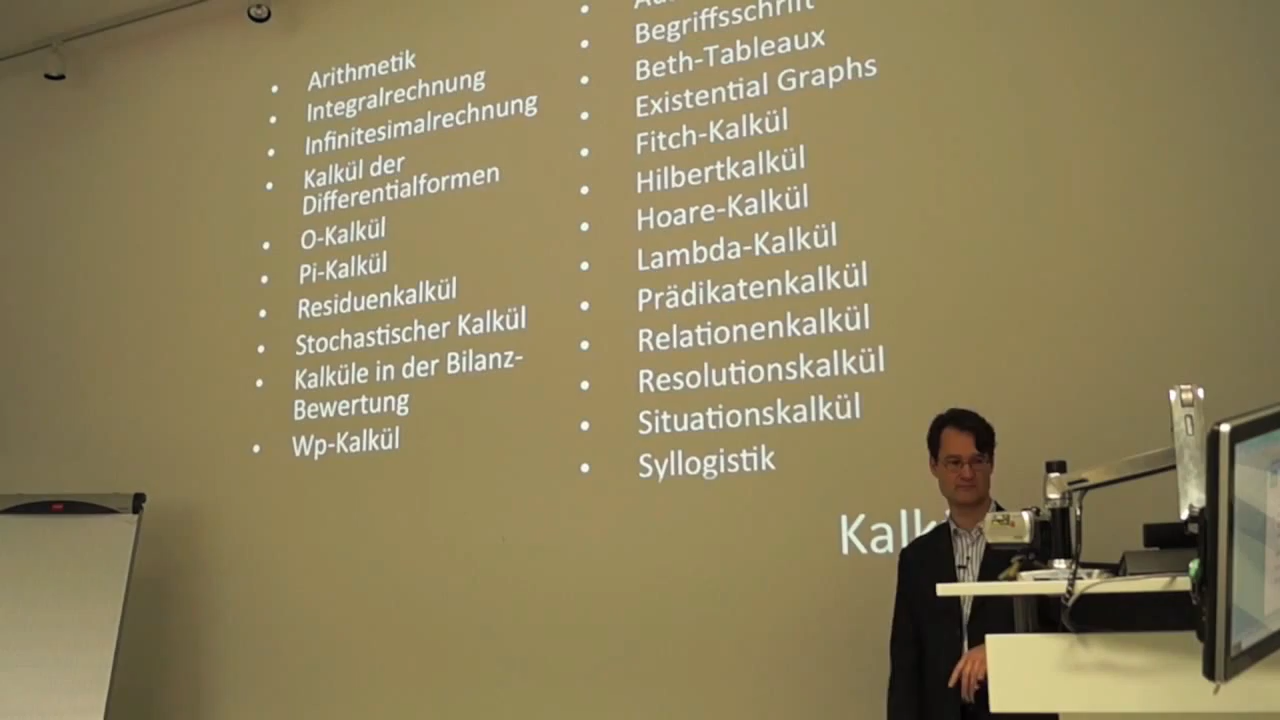 Arithmetik
Integralrechnung
Infinitesimalrechnung
Kalkül der
Differentialformen
O-Kalkül
Pi-Kalkül
Residuenkalkül
Stochastischer Kalkül
Kalküle in der Bilanz-
Bewertung
Wp-Kalkül
Begriffsschrift
Beth-Tableaux
Existential Graphs
Fitch-Kalkül
Hilbertkalkül
Hoare-Kalkül
Lambda-Kalkül
Prädikatenkalkül
Relationenkalkül
Resolutionskalkül
Situationskalkül
Syllogistik